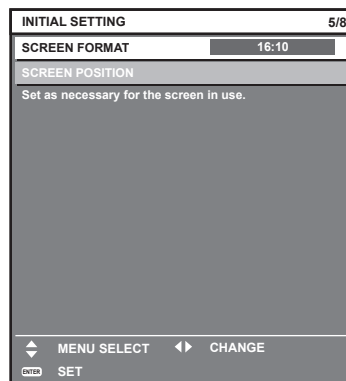 INITIAL SETTING 5/8
SCREEN FORMAT 16:10
SCREEN POSITION
Set as necessary for the screen in use.
MENU SELECT CHANGE
ENTER SET